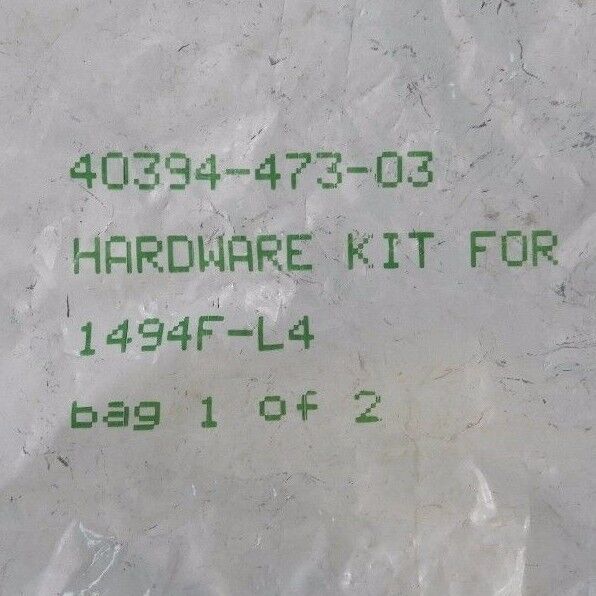 40394-473-03
HARDWARE KIT FOR
1494F-L4
bag 1 of 2